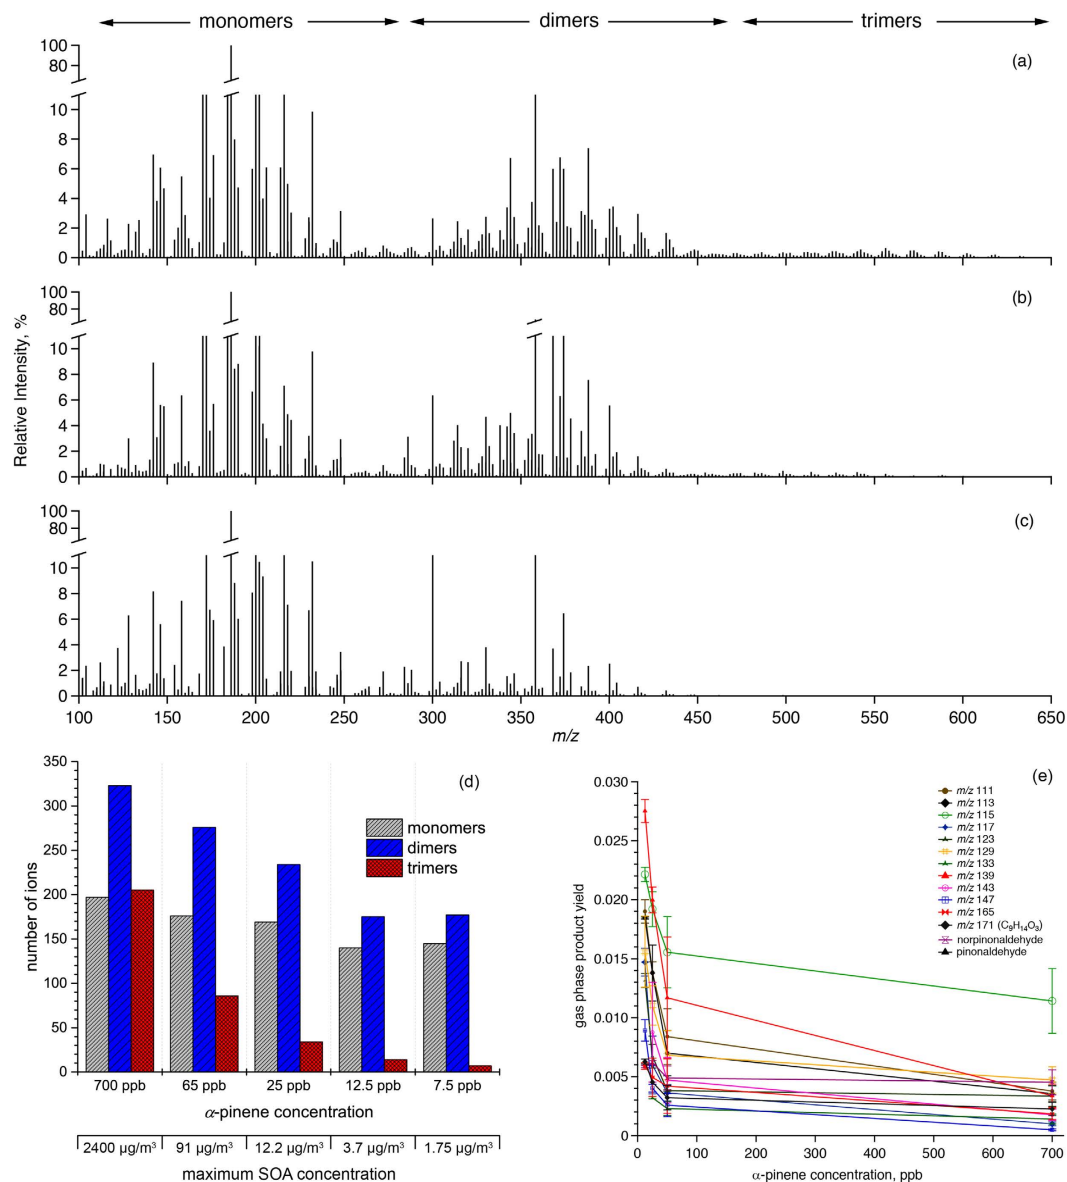 monomers dimers trimers
(a)
100
80
10
8
6
4
2
0
(b)
100
80
10
8
6
4
2
0
Relative Intensity, %
(c)
100
80
10
8
6
4
2
0
100 150 200 250 300 350 400 450 500 550 600 650
m/z
(d)
350
300
250
200
150
100
50
0
number of ions
monomers
dimers
trimers
700 ppb 65 ppb 25 ppb 12.5 ppb 7.5 ppb
α-pinene concentration
2400 µg/m³ 91 µg/m³ 12.2 µg/m³ 3.7 µg/m³ 1.75 µg/m³
maximum SOA concentration
(e)
0.030
0.025
0.020
0.015
0.010
0.005
0
gas phase product yield
m/z 111
m/z 113
m/z 115
m/z 117
m/z 123
m/z 129
m/z 133
m/z 139
m/z 143
m/z 147
m/z 165
m/z 171 (C₉H₁₄O₃)
norpinonaldehyde
pinonaldehyde
0 100 200 300 400 500 600 700
α-pinene concentration, ppb